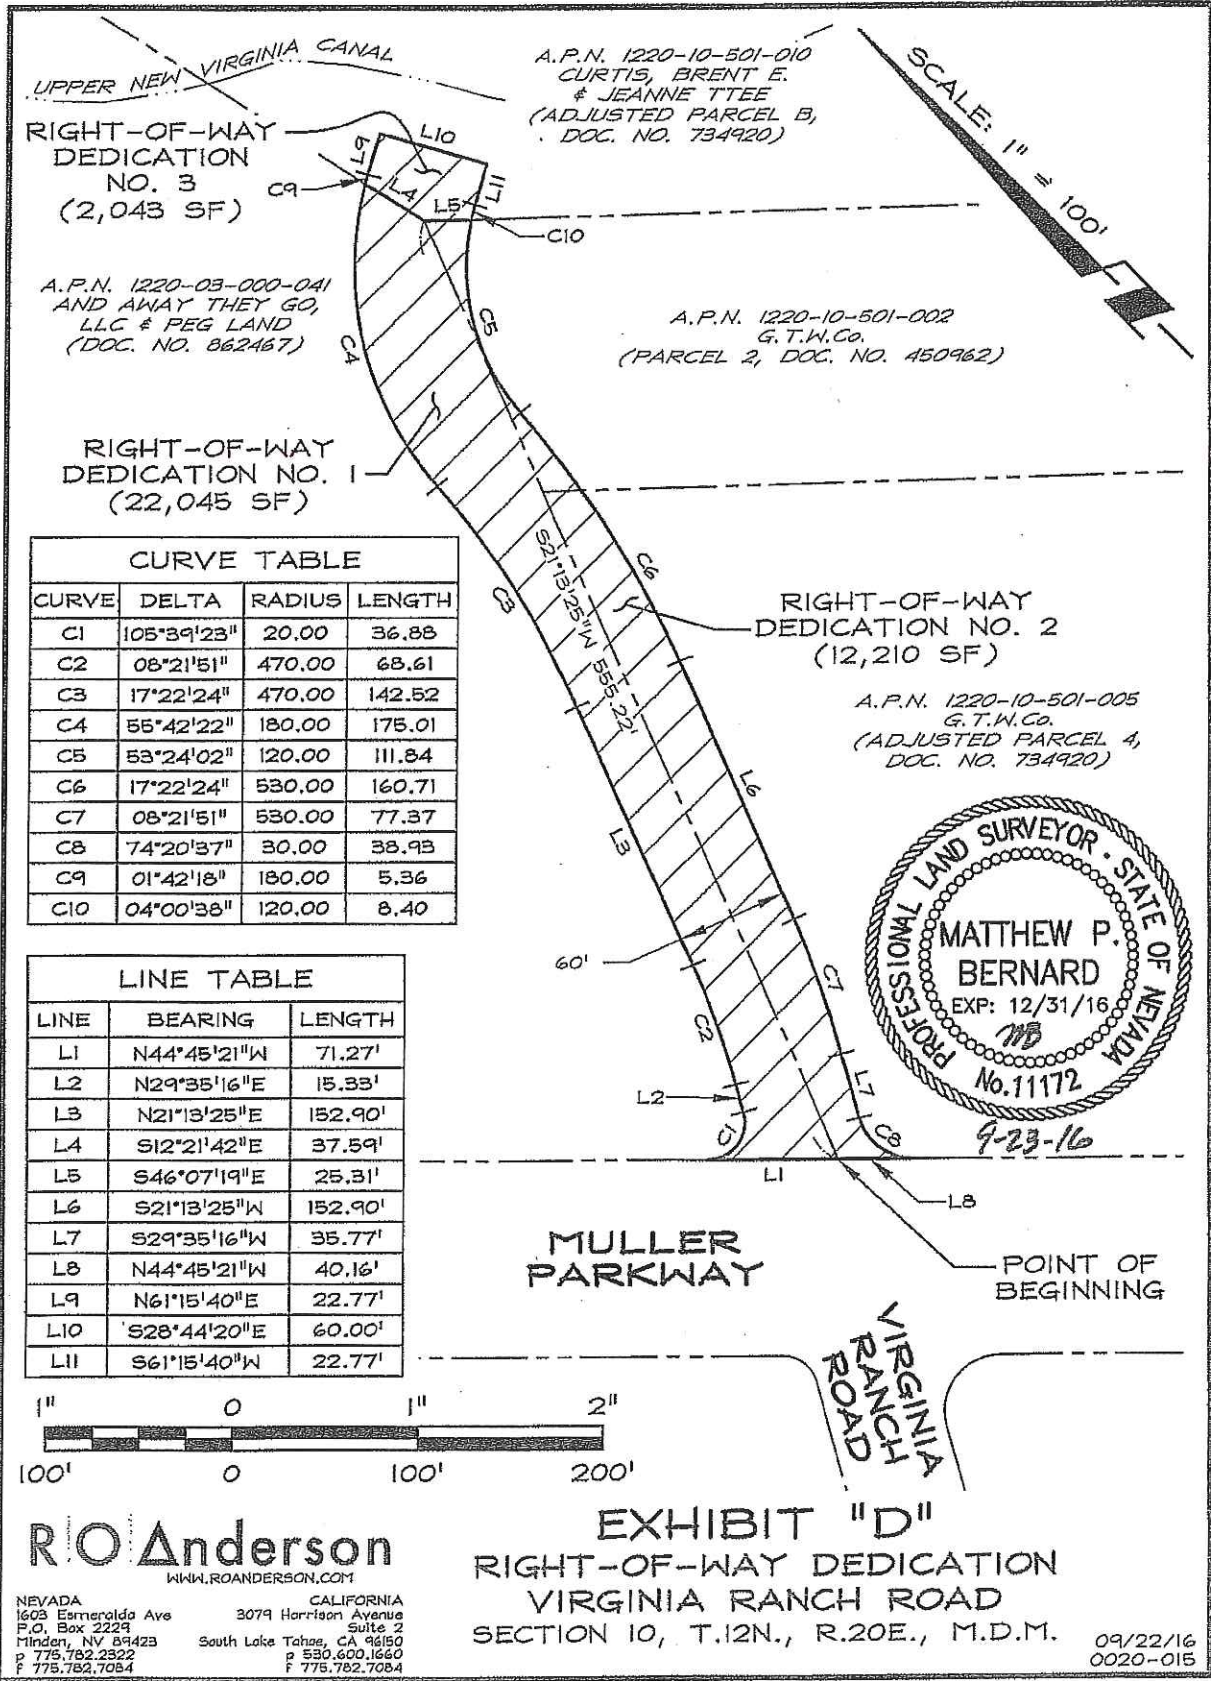 UPPER NEW VIRGINIA CANAL
A.P.N. 1220-10-501-010
CURTIS, BRENT E.
& JEANNE TTEE
(ADJUSTED PARCEL B,
DOC. NO. 734920)
SCALE: 1" = 100'
RIGHT-OF-WAY
DEDICATION
NO. 3
(2,043 SF)
L9
L10
L11
C9
L4
L5
C10
A.P.N. 1220-03-000-041
AND AWAY THEY GO,
LLC & PEG LAND
(DOC. NO. 862467)
A.P.N. 1220-10-501-002
G.T.W.Co.
(PARCEL 2, DOC. NO. 450962)
C4
C5
RIGHT-OF-WAY
DEDICATION NO. 1
(22,045 SF)
CURVE TABLE
CURVE DELTA RADIUS LENGTH
C1 105°39'23" 20.00 36.88
C2 08°21'51" 470.00 68.61
C3 17°22'24" 470.00 142.52
C4 55°42'22" 180.00 175.01
C5 53°24'02" 120.00 111.84
C6 17°22'24" 530.00 160.71
C7 08°21'51" 530.00 77.37
C8 74°20'37" 30.00 38.93
C9 01°42'18" 180.00 5.36
C10 04°00'38" 120.00 8.40
S21°13'25"W 555.22'
C3
C6
RIGHT-OF-WAY
DEDICATION NO. 2
(12,210 SF)
A.P.N. 1220-10-501-005
G.T.W.Co.
(ADJUSTED PARCEL 4,
DOC. NO. 734920)
L3
L6
60'
C2
C7
L2
L7
C1
C8
L1
L8
PROFESSIONAL LAND SURVEYOR · STATE OF NEVADA
MATTHEW P.
BERNARD
EXP: 12/31/16
MB
No.11172
9-23-16
LINE TABLE
LINE BEARING LENGTH
L1 N44°45'21"W 71.27'
L2 N29°35'16"E 15.33'
L3 N21°13'25"E 152.90'
L4 S12°21'42"E 37.59'
L5 S46°07'19"E 25.31'
L6 S21°13'25"W 152.90'
L7 S29°35'16"W 35.77'
L8 N44°45'21"W 40.16'
L9 N61°15'40"E 22.77'
L10 S28°44'20"E 60.00'
L11 S61°15'40"W 22.77'
MULLER
PARKWAY
POINT OF
BEGINNING
VIRGINIA
RANCH
ROAD
1" 0 1" 2"
100' 0 100' 200'
R O Anderson
WWW.ROANDERSON.COM
NEVADA
1603 Esmeralda Ave
P.O. Box 2229
Minden, NV 89423
p 775.782.2322
f 775.782.7084
CALIFORNIA
3079 Harrison Avenue
Suite 2
South Lake Tahoe, CA 96150
p 530.600.1660
f 775.782.7084
EXHIBIT "D"
RIGHT-OF-WAY DEDICATION
VIRGINIA RANCH ROAD
SECTION 10, T.12N., R.20E., M.D.M.
09/22/16
0020-015